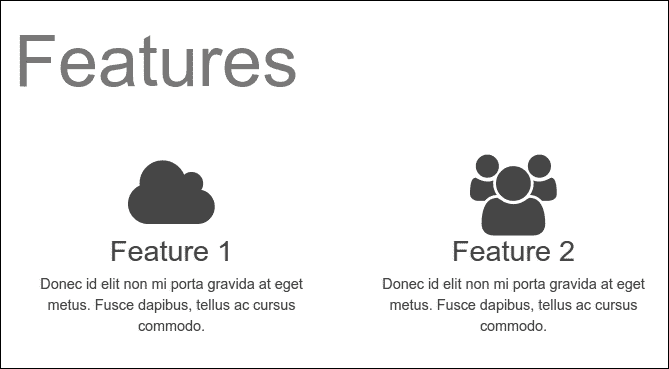 Features
Feature 1
Donec id elit non mi porta gravida at eget
metus. Fusce dapibus, tellus ac cursus
commodo.
Feature 2
Donec id elit non mi porta gravida at eget
metus. Fusce dapibus, tellus ac cursus
commodo.